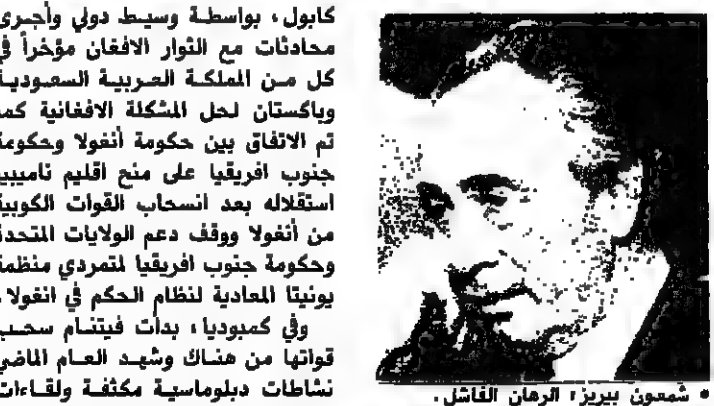 كابول، بواسطة وسيط دولي وأجرى
محادثات مع الثوار الافغان مؤخراً في
كل من المملكة العربية السعودية
وباكستان لحل المشكلة الافغانية كما
تم الاتفاق بين حكومة أنغولا وحكومة
جنوب افريقيا على منح اقليم ناميبيا
استقلاله بعد انسحاب القوات الكوبية
من أنغولا ووقف دعم الولايات المتحدة
وحكومة جنوب افريقيا لمتمردي منظمة
يونيتا المعادية لنظام الحكم في انغولا.
وفي كمبوديا، بدأت فيتنام سحب
قواتها من هناك وشهد العام الماضي
نشاطات دبلوماسية مكثفة ولقاءات
• شمعون بيريز: الرهان الفاشل.